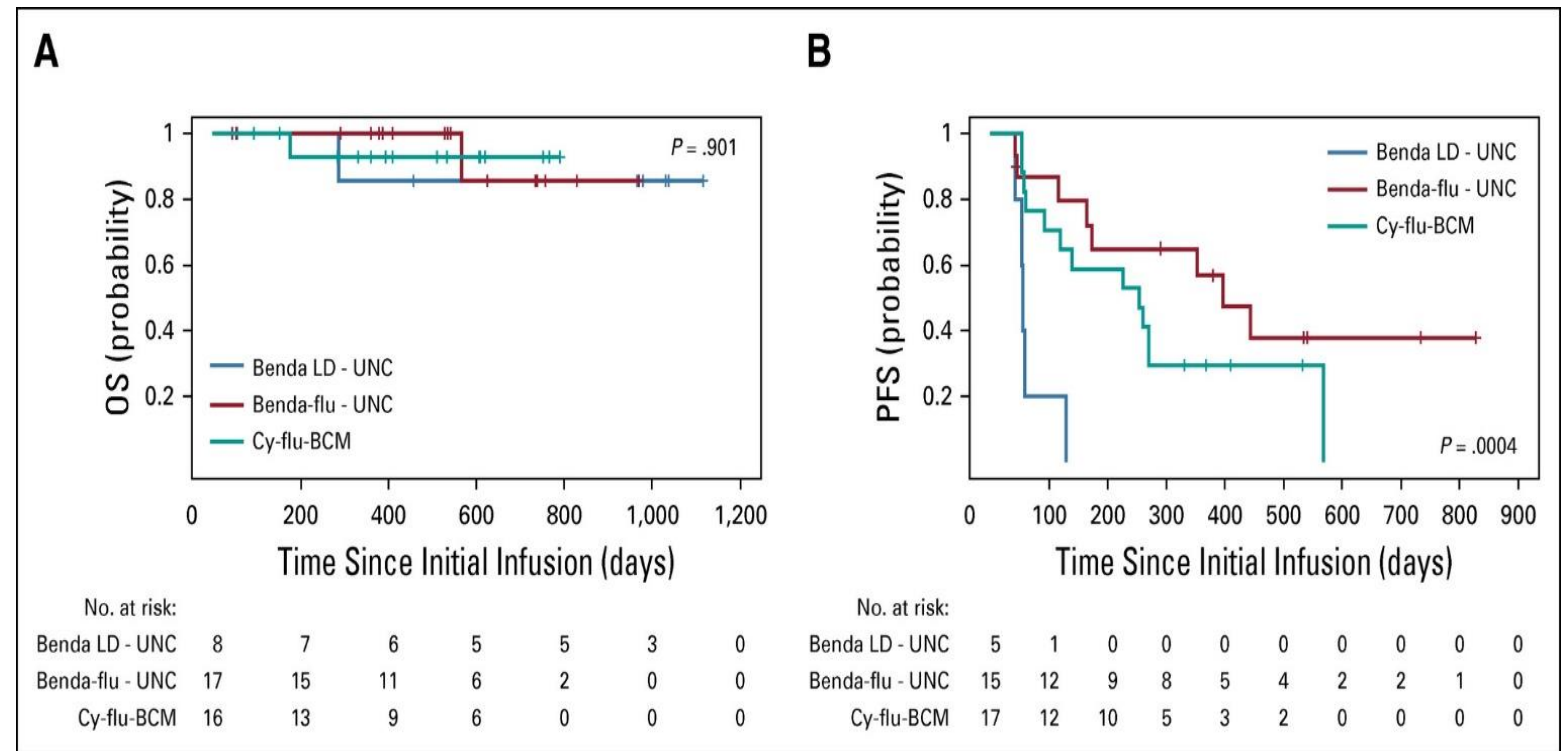 A
1
0.8
0.6
0.4
0.2
OS (probability)
P = .901
Benda LD - UNC
Benda-flu - UNC
Cy-flu-BCM
0 200 400 600 800 1,000 1,200
Time Since Initial Infusion (days)
No. at risk:
Benda LD - UNC 8 7 6 5 5 3 0
Benda-flu - UNC 17 15 11 6 2 0 0
Cy-flu-BCM 16 13 9 6 0 0 0
B
1
0.8
0.6
0.4
0.2
PFS (probability)
Benda LD - UNC
Benda-flu - UNC
Cy-flu-BCM
P = .0004
0 100 200 300 400 500 600 700 800 900
Time Since Initial Infusion (days)
No. at risk:
Benda LD - UNC 5 1 0 0 0 0 0 0 0 0
Benda-flu - UNC 15 12 9 8 5 4 2 2 1 0
Cy-flu-BCM 17 12 10 5 3 2 0 0 0 0